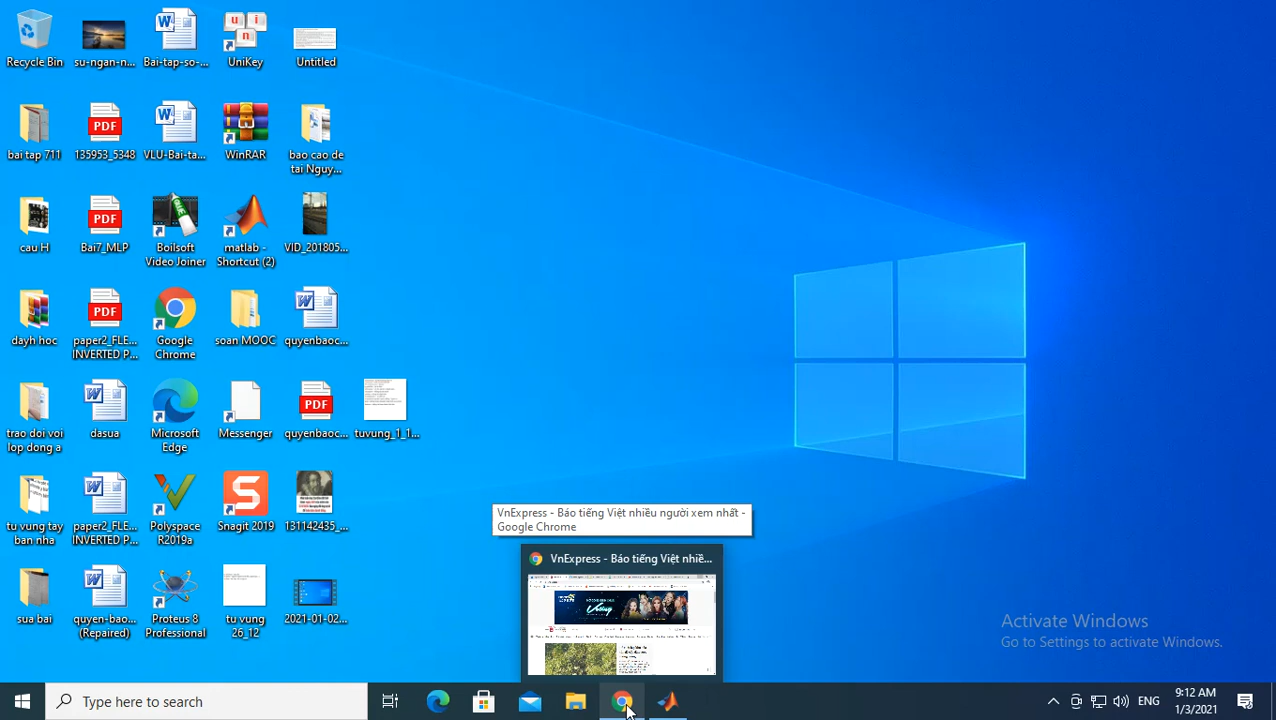 Recycle Bin
su-ngan-n...
Bai-tap-so-...
UniKey
Untitled
bai tap 711
135953_5348
VLU-Bai-ta...
WinRAR
bao cao de
tai Nguy...
cau H
Bai7_MLP
Boilsoft
Video Joiner
matlab -
Shortcut (2)
VID_201805...
dayh hoc
paper2_FLE...
INVERTED P...
Google
Chrome
soan MOOC
quyenbaoc...
trao doi voi
lop dong a
dasua
Microsoft
Edge
Messenger
quyenbaoc...
tuvung_1_1...
tu vung tay
ban nha
paper2_FLE...
INVERTED P...
Polyspace
R2019a
Snagit 2019
131142435_...
sua bai
quyen-bao...
(Repaired)
Proteus 8
Professional
tu vung
26_12
2021-01-02...
VnExpress - Báo tiếng Việt nhiều người xem nhất -
Google Chrome
VnExpress - Báo tiếng Việt nhiề...
Activate Windows
Go to Settings to activate Windows.
Type here to search
ENG
9:12 AM
1/3/2021